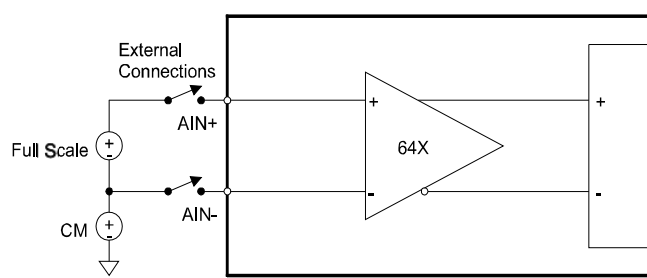 External
Connections
+
AIN+
+
+
-
Full Scale
64X
-
-
AIN-
+
-
CM